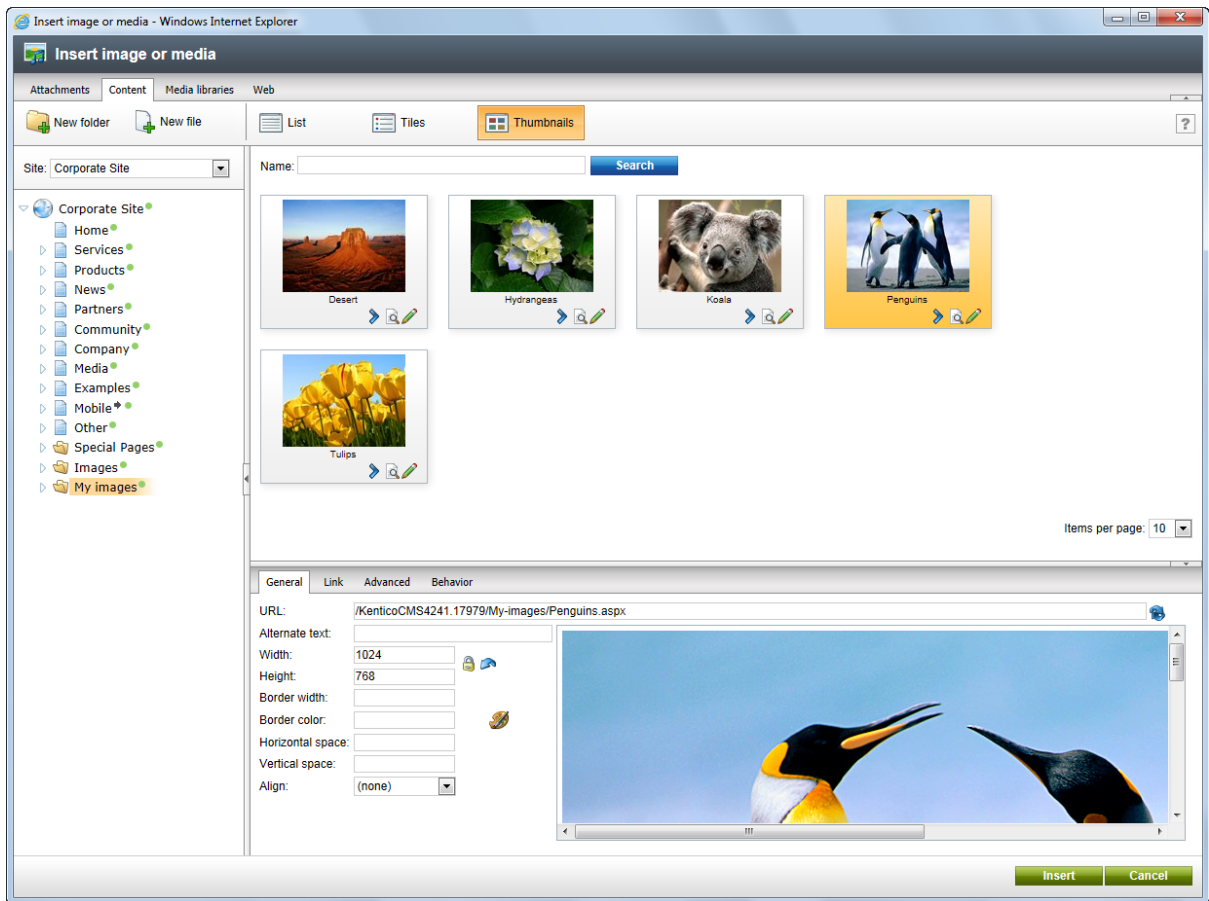 Insert image or media - Windows Internet Explorer
Insert image or media
Attachments Content Media libraries Web
New folder New file List Tiles Thumbnails ?
Site: Corporate Site
Name: Search
Corporate Site
Home
Services
Products
News
Partners
Community
Company
Media
Examples
Mobile
Other
Special Pages
Images
My images
Desert Hydrangeas Koala Penguins
Tulips
Items per page: 10
General Link Advanced Behavior
URL: /KenticoCMS4241.17979/My-images/Penguins.aspx
Alternate text:
Width: 1024
Height: 768
Border width:
Border color:
Horizontal space:
Vertical space:
Align: (none)
Insert Cancel